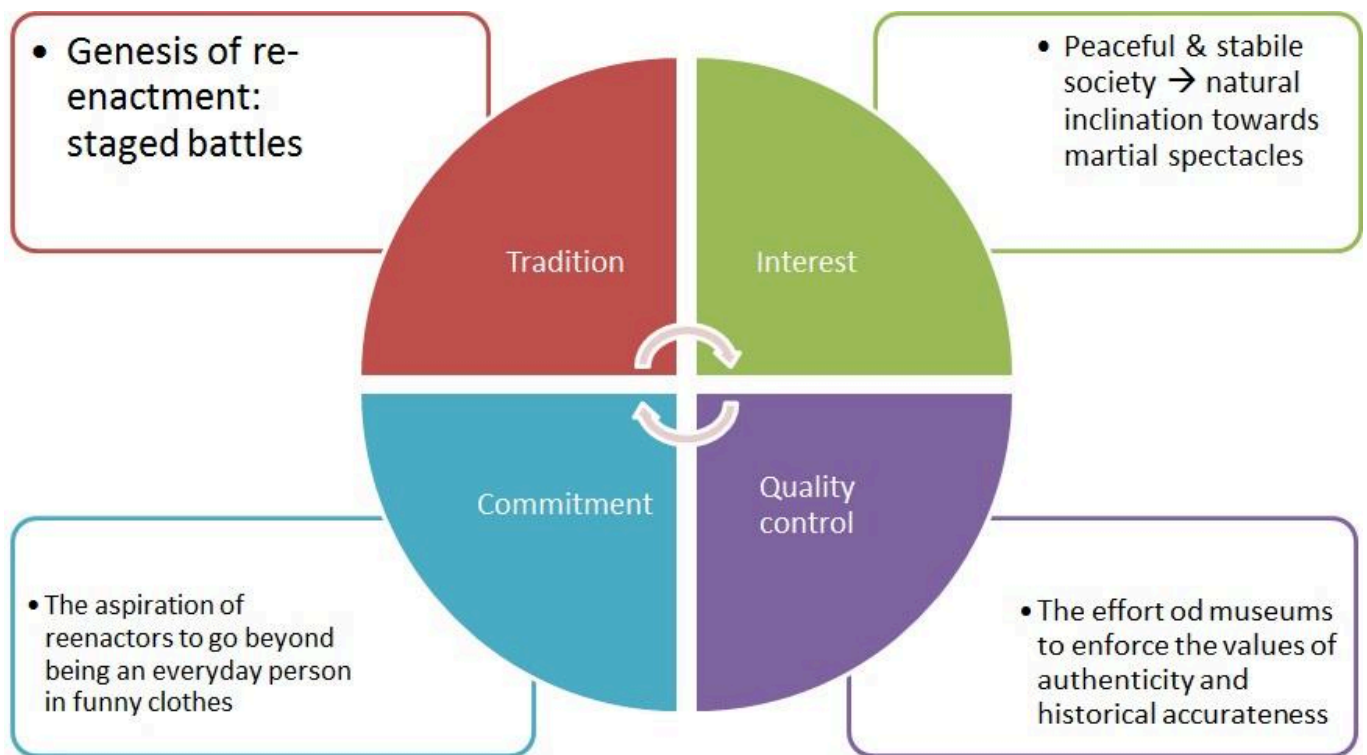 • Genesis of re-
enactment:
staged battles
• Peaceful & stabile
society → natural
inclination towards
martial spectacles
Tradition
Interest
Commitment
Quality
control
• The aspiration of
reenactors to go beyond
being an everyday person
in funny clothes
• The effort od museums
to enforce the values of
authenticity and
historical accurateness